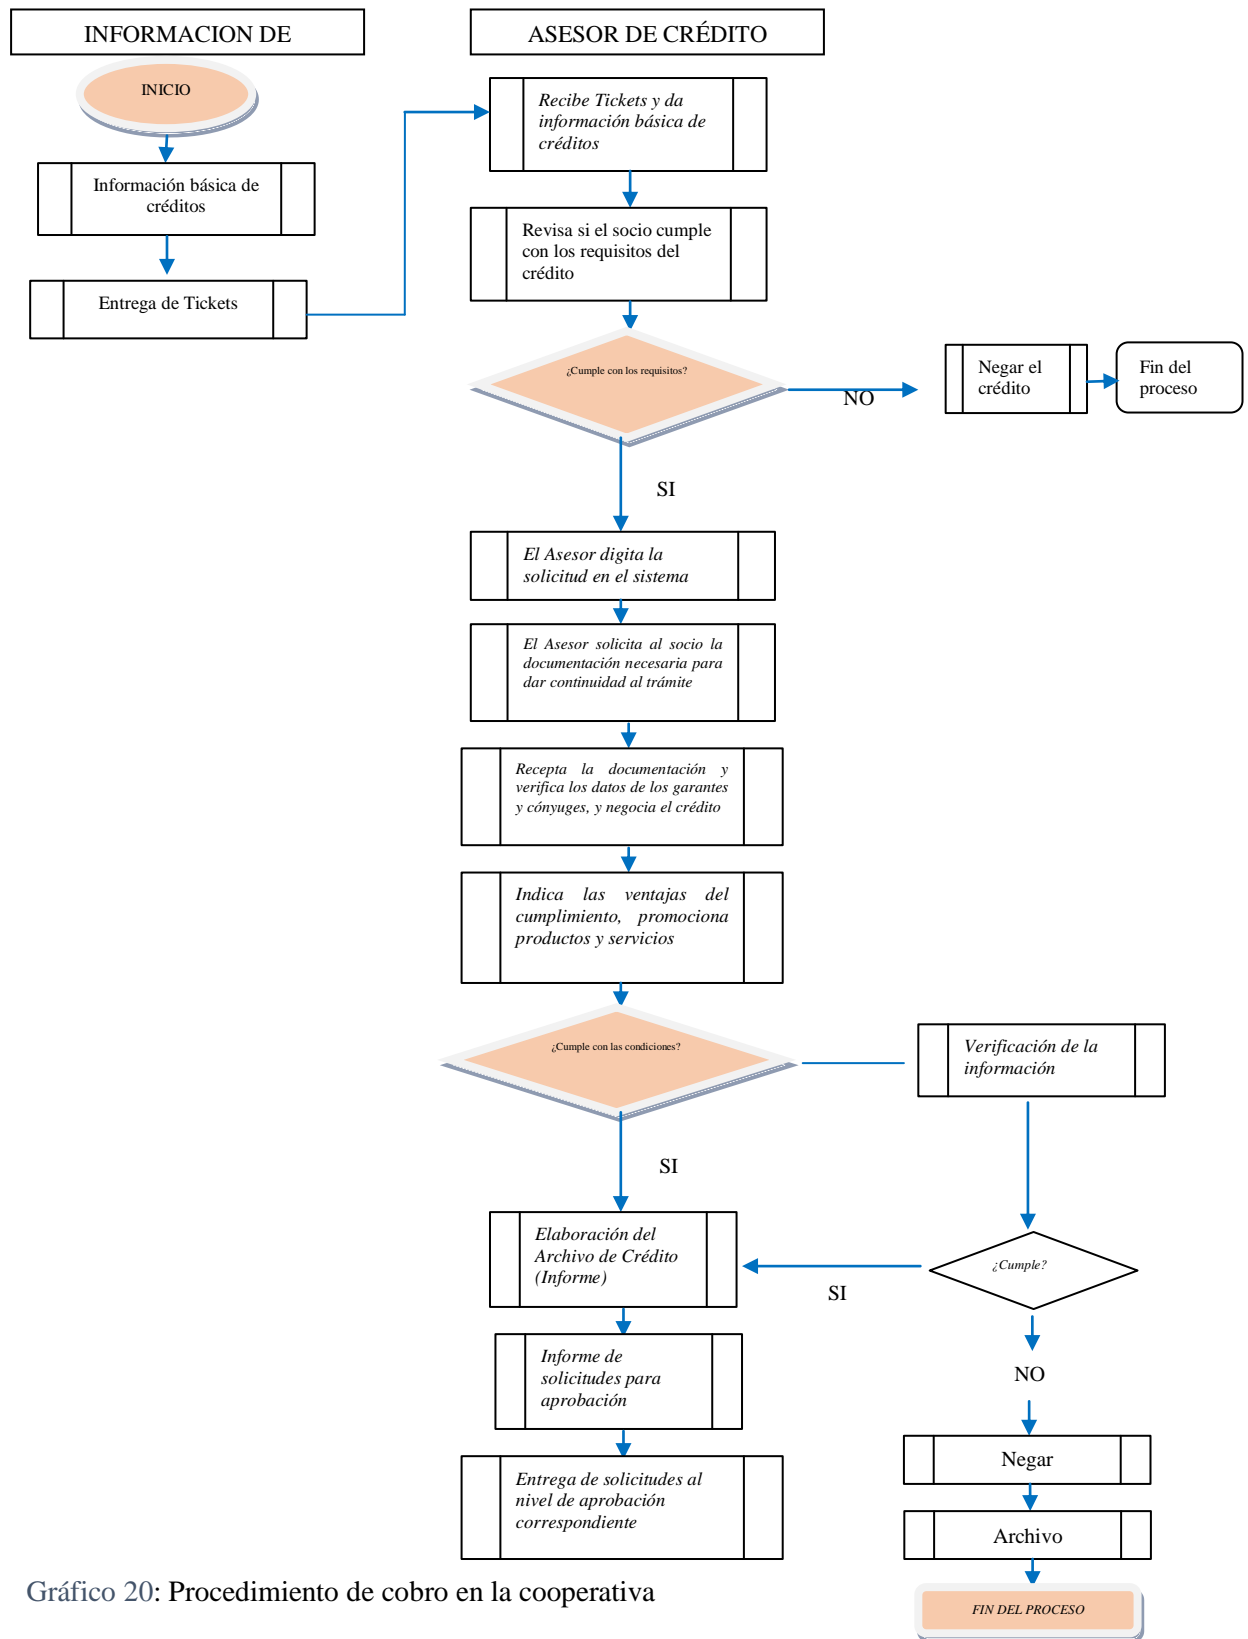 INFORMACION DE
ASESOR DE CRÉDITO
INICIO
Información básica de
créditos
Entrega de Tickets
Recibe Tickets y da
información básica de
créditos
Revisa si el socio cumple
con los requisitos del
crédito
¿Cumple con los requisitos?
NO
Negar el
crédito
Fin del
proceso
SI
El Asesor digita la
solicitud en el sistema
El Asesor solicita al socio la
documentación necesaria para
dar continuidad al trámite
Recepta la documentación y
verifica los datos de los garantes
y cónyuges, y negocia el crédito
Indica las ventajas del
cumplimiento, promociona
productos y servicios
¿Cumple con las condiciones?
Verificación de la
información
SI
Elaboración del
Archivo de Crédito
(Informe)
¿Cumple?
SI
NO
Informe de
solicitudes para
aprobación
Negar
Entrega de solicitudes al
nivel de aprobación
correspondiente
Archivo
FIN DEL PROCESO
Gráfico 20: Procedimiento de cobro en la cooperativa